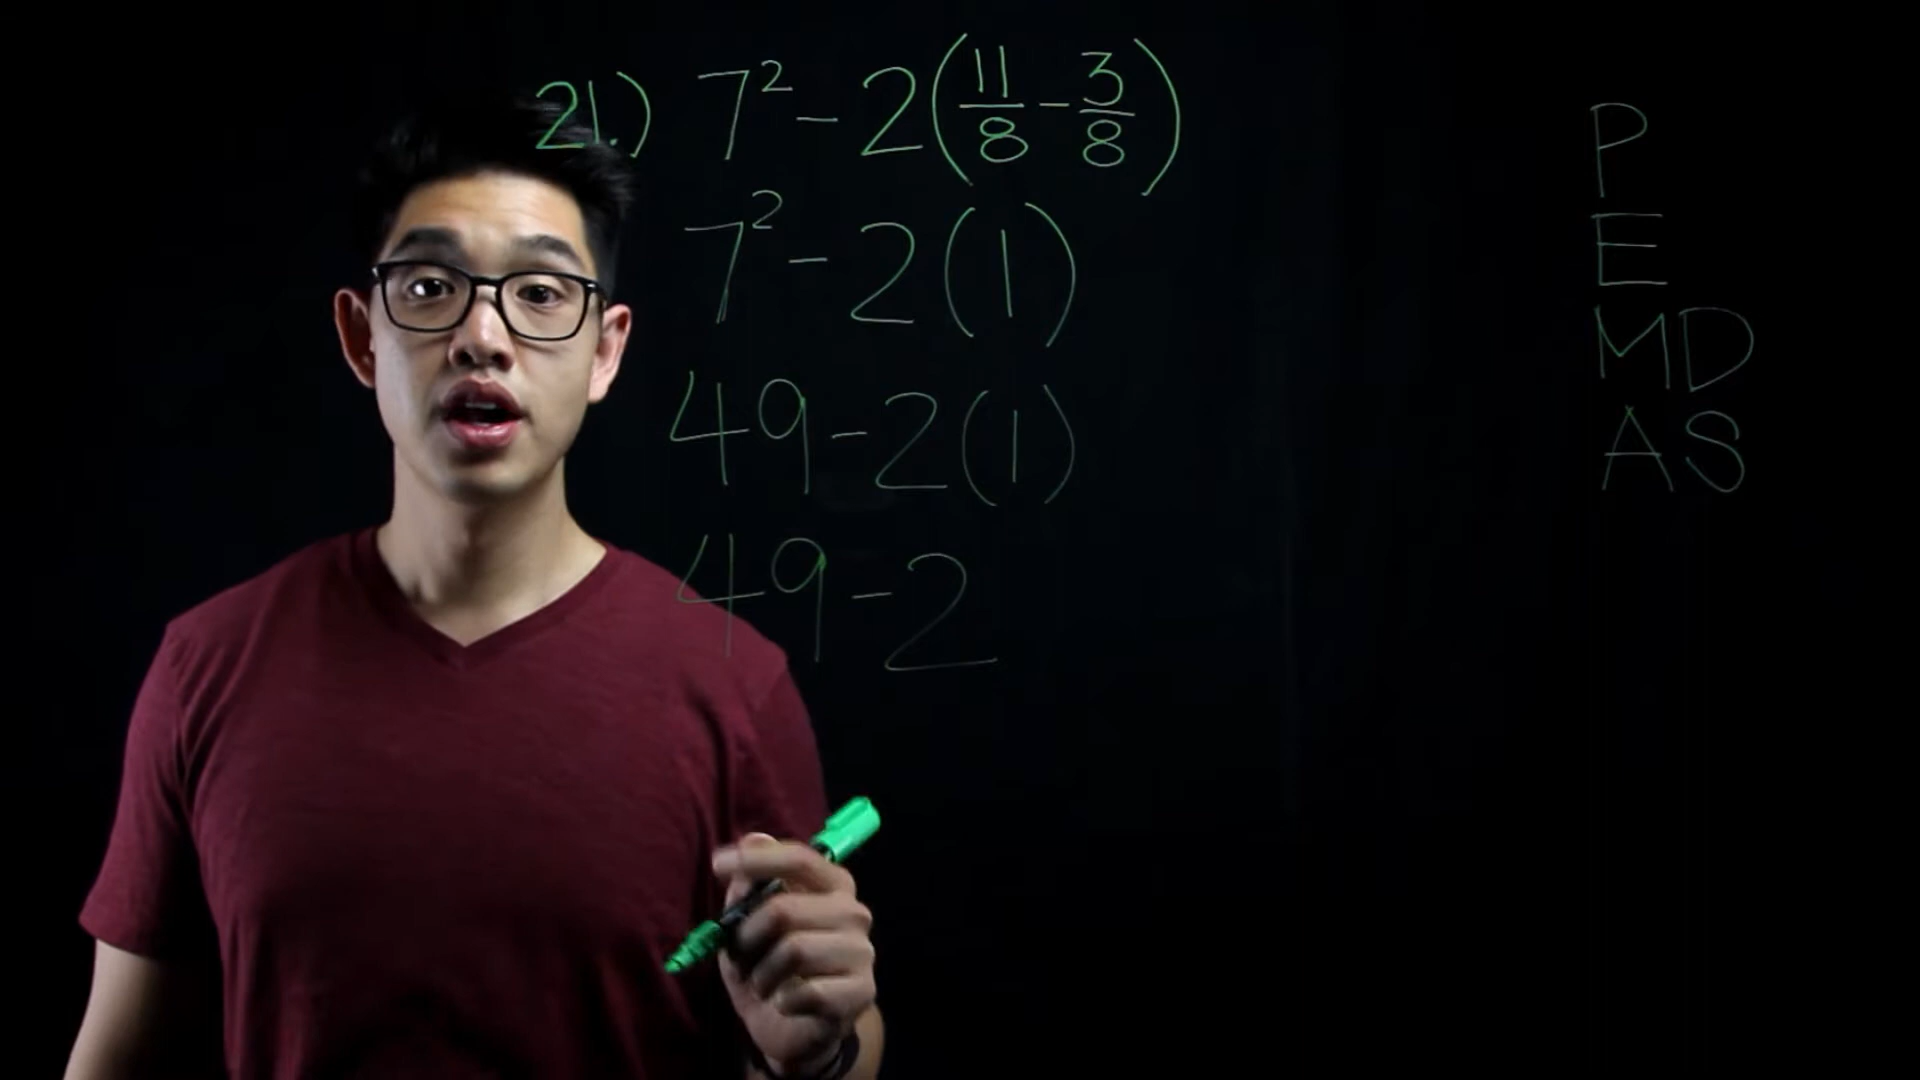 21.) 7² - 2(11/8 - 3/8)
7² - 2(1)
49 - 2(1)
49 - 2
P
E
MD
AS